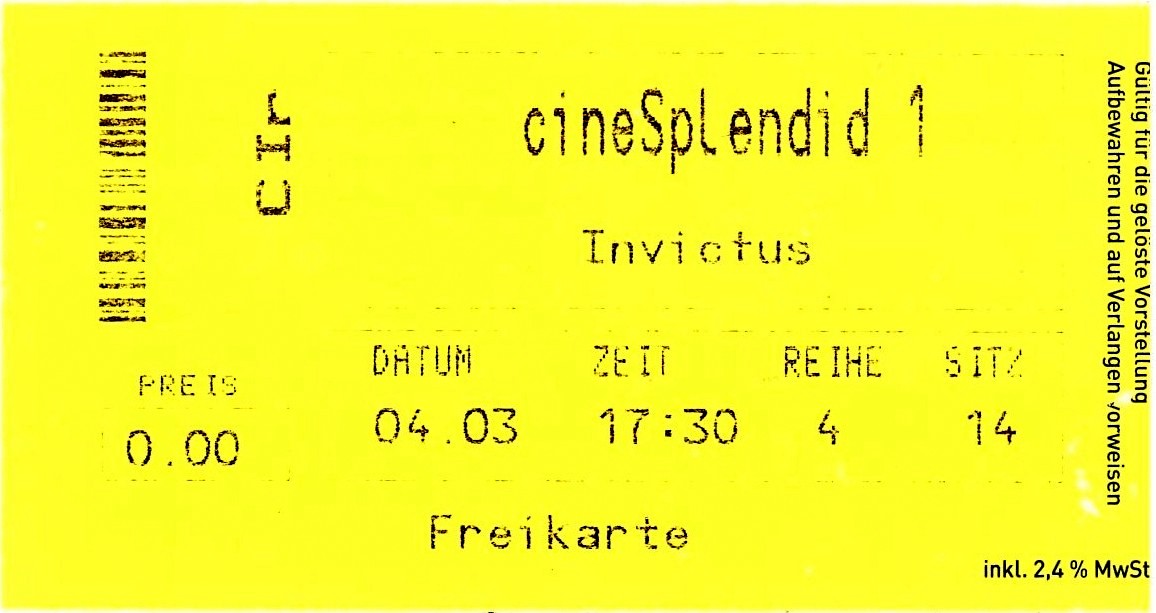 CIF
cineSplendid 1
Invictus
DATUM ZEIT REIHE SITZ
PREIS
04.03 17:30 4 14
0.00
Freikarte
Gültig für die gelöste Vorstellung
Aufbewahren und auf Verlangen vorweisen
inkl. 2,4 % MwSt